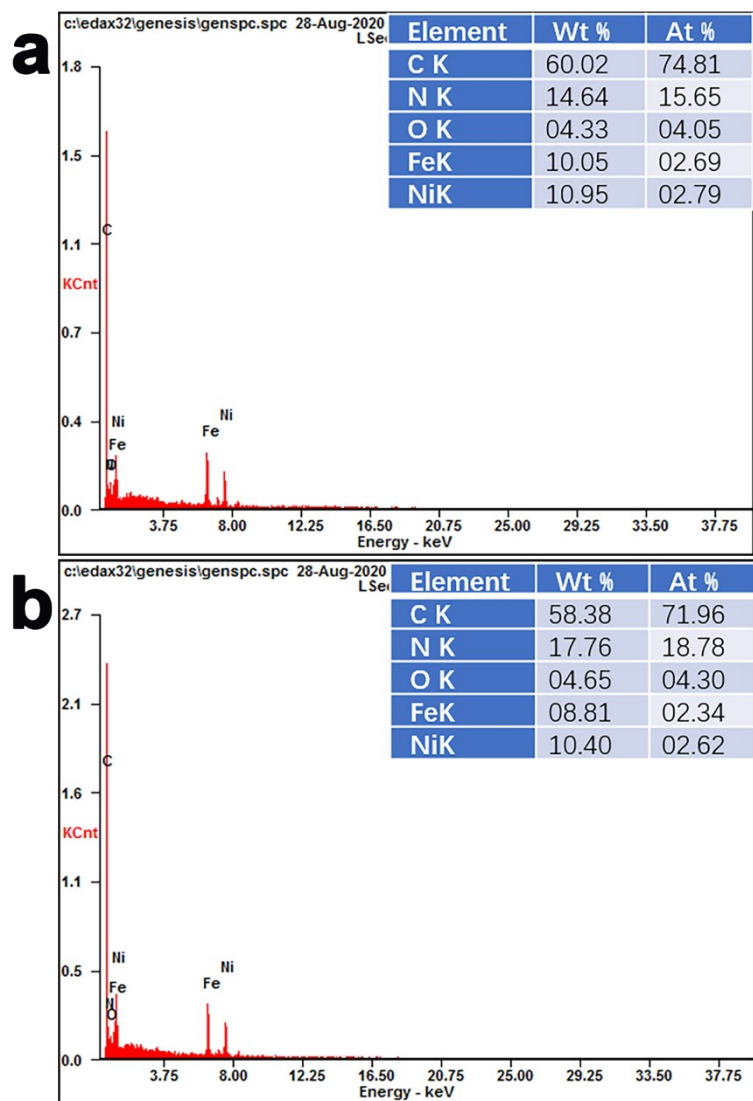 a
c:\edax32\genesis\genspc.spc 28-Aug-2020
Element Wt % At %
C K 60.02 74.81
N K 14.64 15.65
O K 04.33 04.05
FeK 10.05 02.69
NiK 10.95 02.79
1.8
1.5
1.1
KCnt
0.7
0.4
0.0
C
Ni
Fe
O
Fe
Ni
3.75 8.00 12.25 16.50 20.75 25.00 29.25 33.50 37.75
Energy - keV
b
c:\edax32\genesis\genspc.spc 28-Aug-2020
Element Wt % At %
C K 58.38 71.96
N K 17.76 18.78
O K 04.65 04.30
FeK 08.81 02.34
NiK 10.40 02.62
2.7
2.1
1.6
KCnt
1.1
0.5
0.0
C
Ni
Fe
N
O
Fe
Ni
3.75 8.00 12.25 16.50 20.75 25.00 29.25 33.50 37.75
Energy - keV